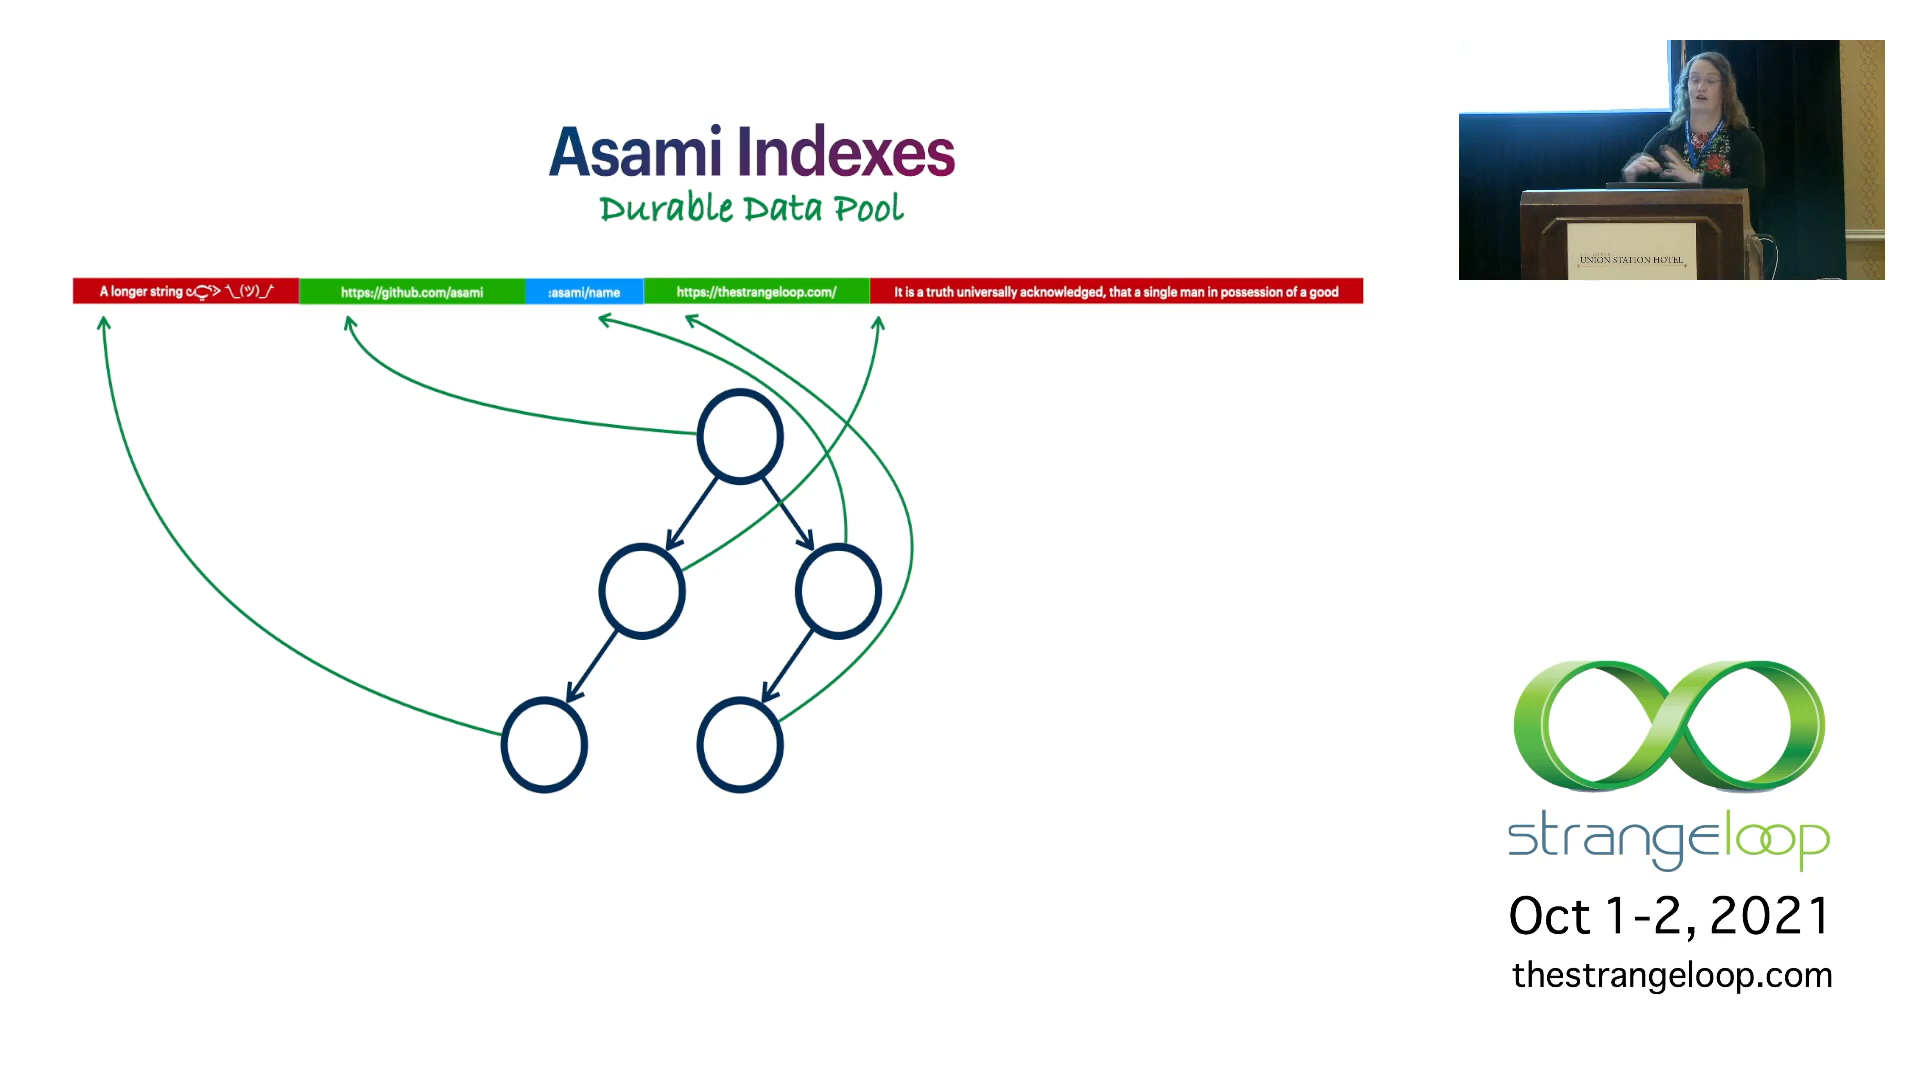 Asami Indexes
Durable Data Pool
A longer string ¯\_(ツ)_/¯
https://github.com/asami
:asami/name
https://thestrangeloop.com/
It is a truth universally acknowledged, that a single man in possession of a good
UNION STATION HOTEL
strangeloop
Oct 1-2, 2021
thestrangeloop.com